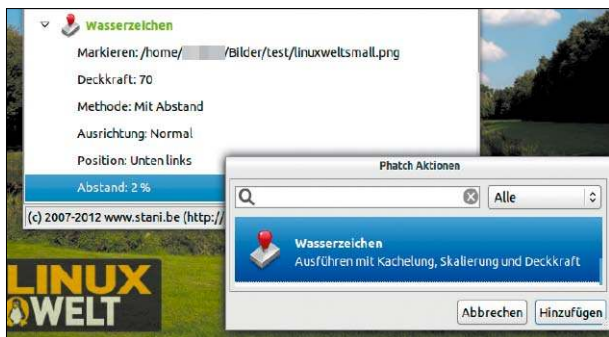 Wasserzeichen
Markieren: /home/ /Bilder/test/linuxweltsmall.png
Deckkraft: 70
Methode: Mit Abstand
Ausrichtung: Normal
Position: Unten links
Abstand: 2 %
(c) 2007-2012 www.stani.be (http://
Phatch Aktionen
Alle
Wasserzeichen
Ausführen mit Kachelung, Skalierung und Deckkraft
Abbrechen
Hinzufügen
LINUX
WELT